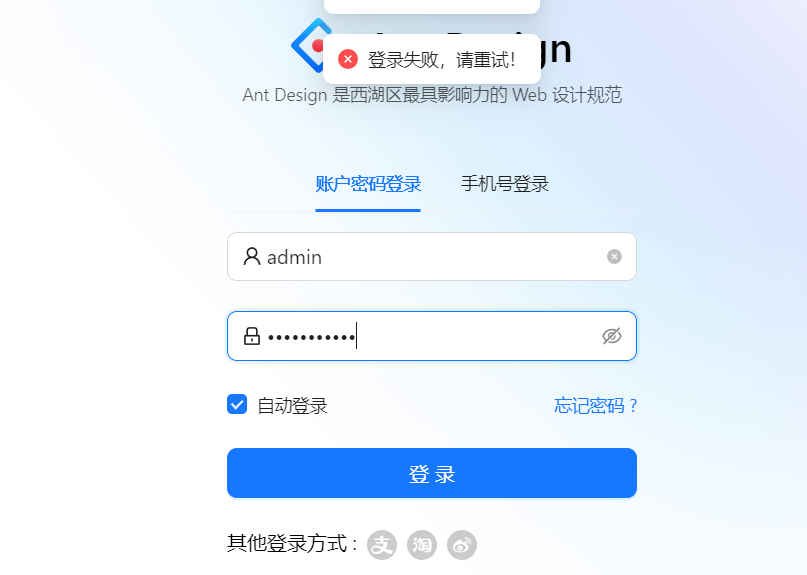 登录失败，请重试！
Ant Design 是西湖区最具影响力的 Web 设计规范
账户密码登录 手机号登录
admin
•••••••••••
自动登录 忘记密码 ?
登 录
其他登录方式 :
支 淘